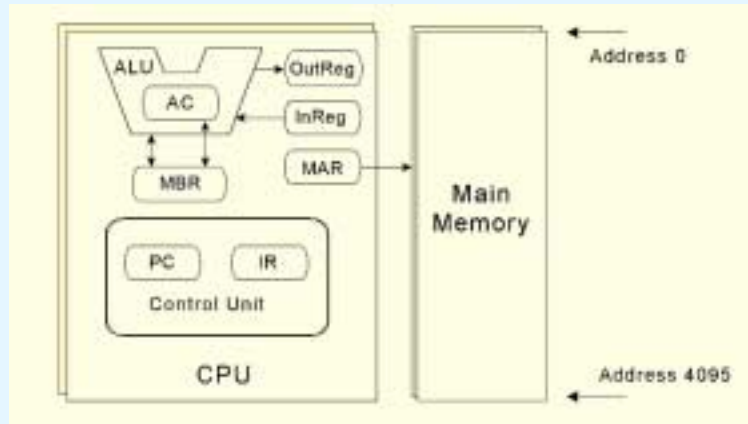 ALU
OutReg
AC
InReg
MBR
MAR
PC
IR
Control Unit
CPU
Main
Memory
Address 0
Address 4095